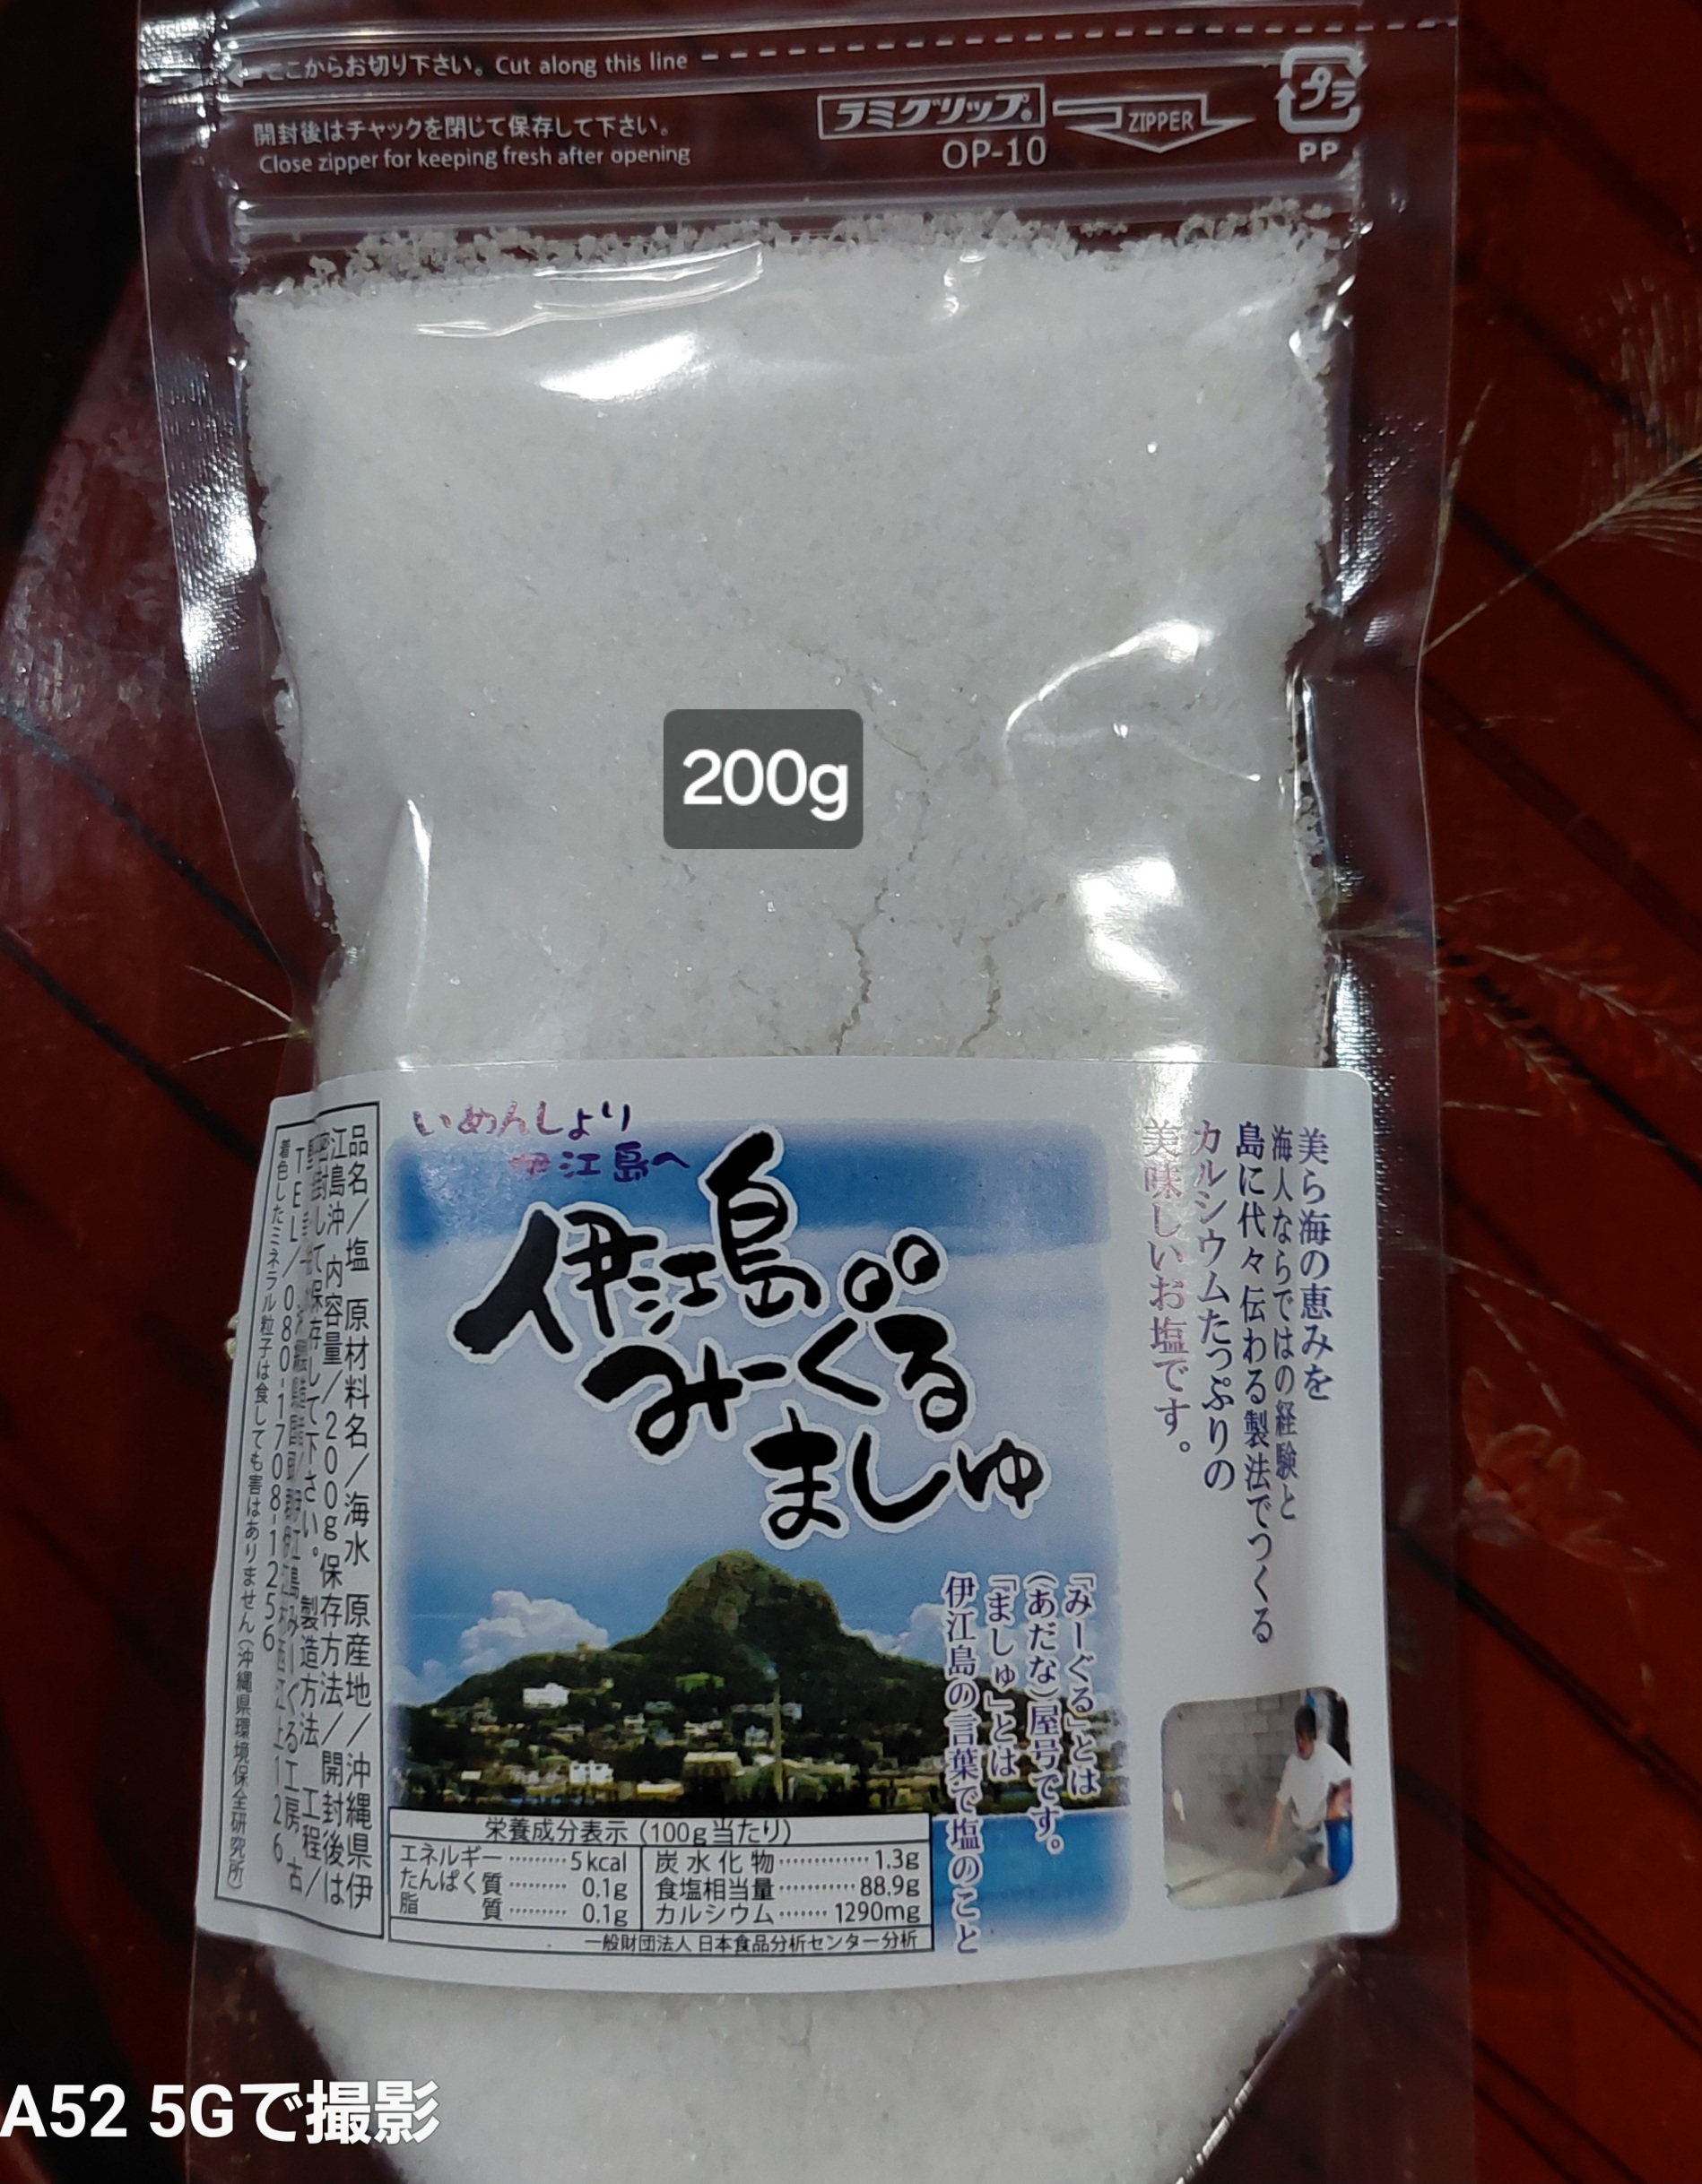 ここからお切り下さい。Cut along this line
開封後はチャックを閉じて保存して下さい。
Close zipper for keeping fresh after opening
ラミグリップ®
OP-10
ZIPPER
プラ
PP
200g
いめんしょり
伊江島へ
伊江島
みーぐる
ましゅ
美ら海の恵みを
海人ならではの経験と
島に代々伝わる製法でつくる
カルシウムたっぷりの
美味しいお塩です。
「みーぐる」とは
(あだな)屋号です。
「ましゅ」とは
伊江島の言葉で塩のこと
品名/塩 原材料名/海水 原産地/沖縄県伊
江島沖 内容量/200g 保存方法/開封後は
密封して保存して下さい。 製造方法 工程/
伊江島みーぐる工房
TEL/080-1708-1256
着色したミネラル粒子は食しても害はありません(沖縄県環境保全研究所)
栄養成分表示(100g当たり)
エネルギー………5kcal
たんぱく質………0.1g
脂質………0.1g
炭水化物…………1.3g
食塩相当量………88.9g
カルシウム……1290mg
一般財団法人 日本食品分析センター分析
A52 5Gで撮影